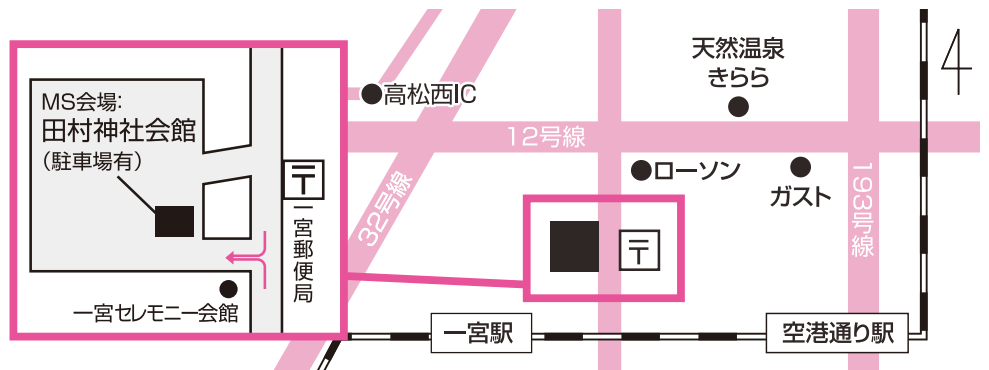 MS会場:
田村神社会館
(駐車場有)
〒
一宮郵便局
一宮セレモニー会館
高松西IC
32号線
12号線
天然温泉
きらら
ローソン
ガスト
193号線
〒
一宮駅
空港通り駅